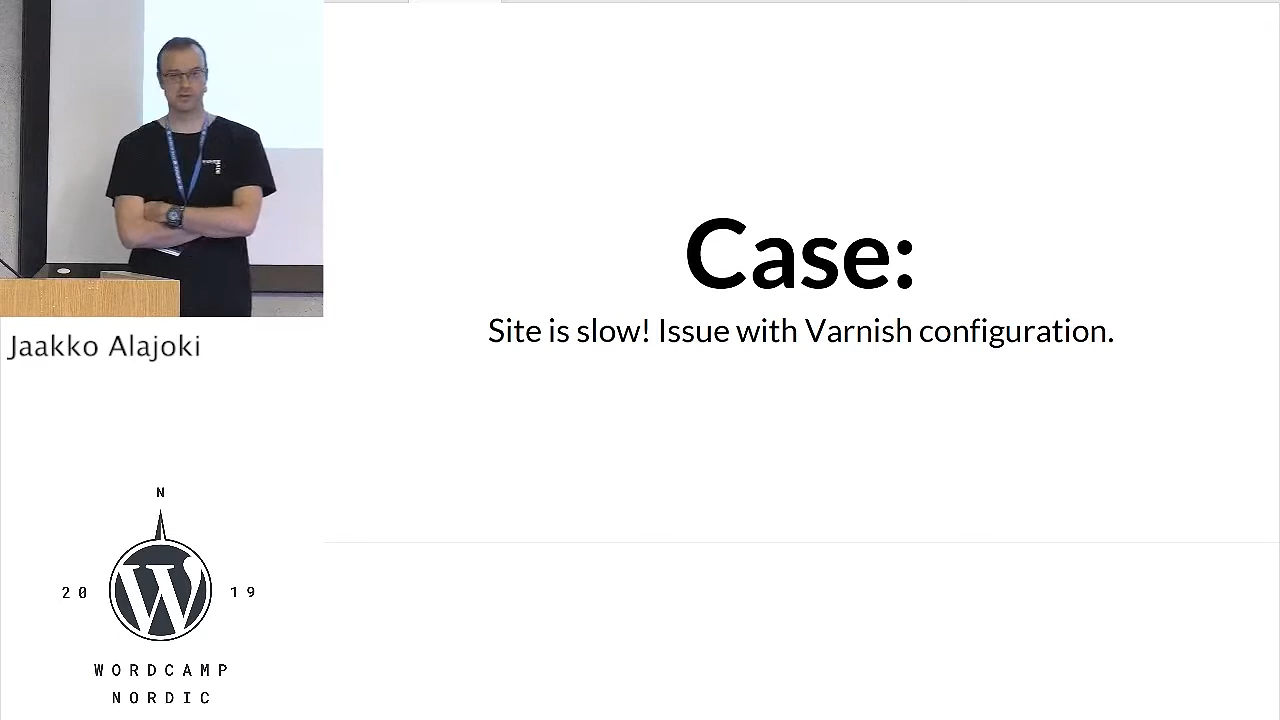 Case:
Site is slow! Issue with Varnish configuration.
Jaakko Alajoki
N
20 19
WORDCAMP
NORDIC